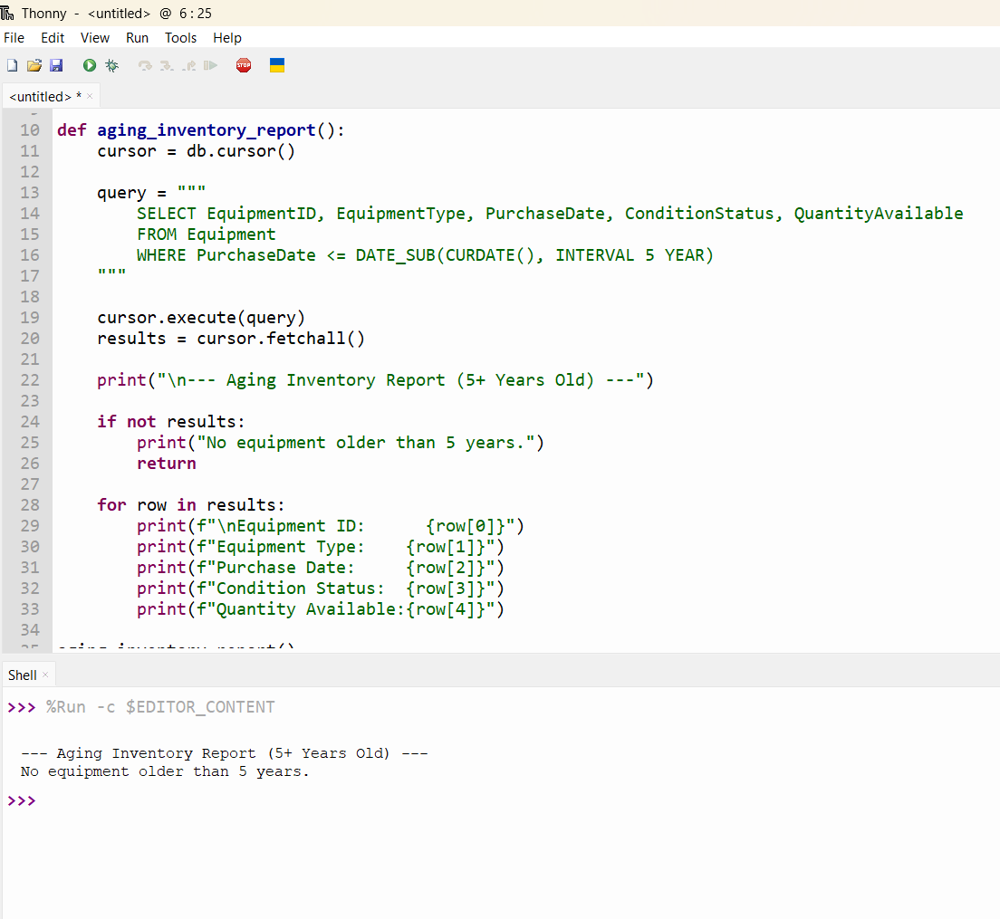 Thonny - <untitled> @ 6:25
File Edit View Run Tools Help
STOP
<untitled> * ×
10 def aging_inventory_report():
11     cursor = db.cursor()
12
13     query = """
14         SELECT EquipmentID, EquipmentType, PurchaseDate, ConditionStatus, QuantityAvailable
15         FROM Equipment
16         WHERE PurchaseDate <= DATE_SUB(CURDATE(), INTERVAL 5 YEAR)
17     """
18
19     cursor.execute(query)
20     results = cursor.fetchall()
21
22     print("\n--- Aging Inventory Report (5+ Years Old) ---")
23
24     if not results:
25         print("No equipment older than 5 years.")
26         return
27
28     for row in results:
29         print(f"\nEquipment ID:      {row[0]}")
30         print(f"Equipment Type:    {row[1]}")
31         print(f"Purchase Date:     {row[2]}")
32         print(f"Condition Status:  {row[3]}")
33         print(f"Quantity Available:{row[4]}")
34
35 aging_inventory_report()
Shell ×
>>> %Run -c $EDITOR_CONTENT
--- Aging Inventory Report (5+ Years Old) ---
No equipment older than 5 years.
>>>